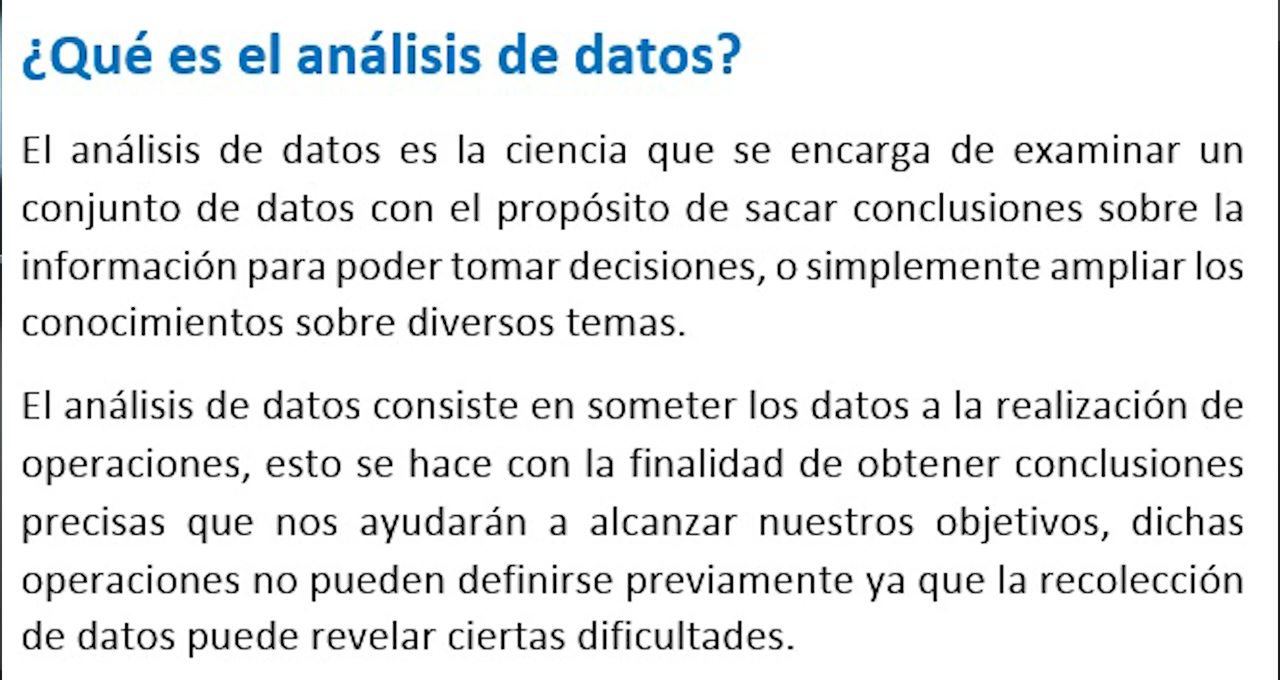 ¿Qué es el análisis de datos?
El análisis de datos es la ciencia que se encarga de examinar un
conjunto de datos con el propósito de sacar conclusiones sobre la
información para poder tomar decisiones, o simplemente ampliar los
conocimientos sobre diversos temas.
El análisis de datos consiste en someter los datos a la realización de
operaciones, esto se hace con la finalidad de obtener conclusiones
precisas que nos ayudarán a alcanzar nuestros objetivos, dichas
operaciones no pueden definirse previamente ya que la recolección
de datos puede revelar ciertas dificultades.